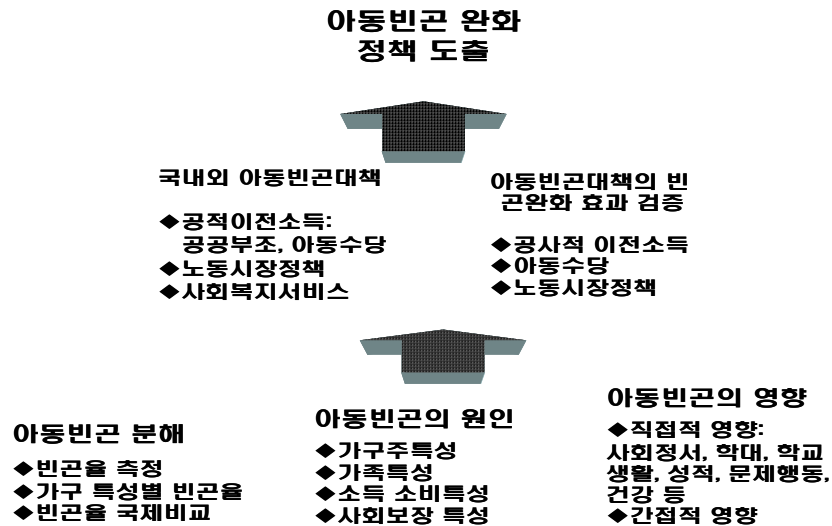 아동빈곤 완화
정책 도출
국내외 아동빈곤대책
◆공적이전소득:
공공부조, 아동수당
◆노동시장정책
◆사회복지서비스
아동빈곤대책의 빈
곤완화 효과 검증
◆공사적 이전소득
◆아동수당
◆노동시장정책
아동빈곤 분해
◆빈곤율 측정
◆가구 특성별 빈곤율
◆빈곤율 국제비교
아동빈곤의 원인
◆가구주특성
◆가족특성
◆소득 소비특성
◆사회보장 특성
아동빈곤의 영향
◆직접적 영향:
사회정서, 학대, 학교
생활, 성적, 문제행동,
건강 등
◆간접적 영향